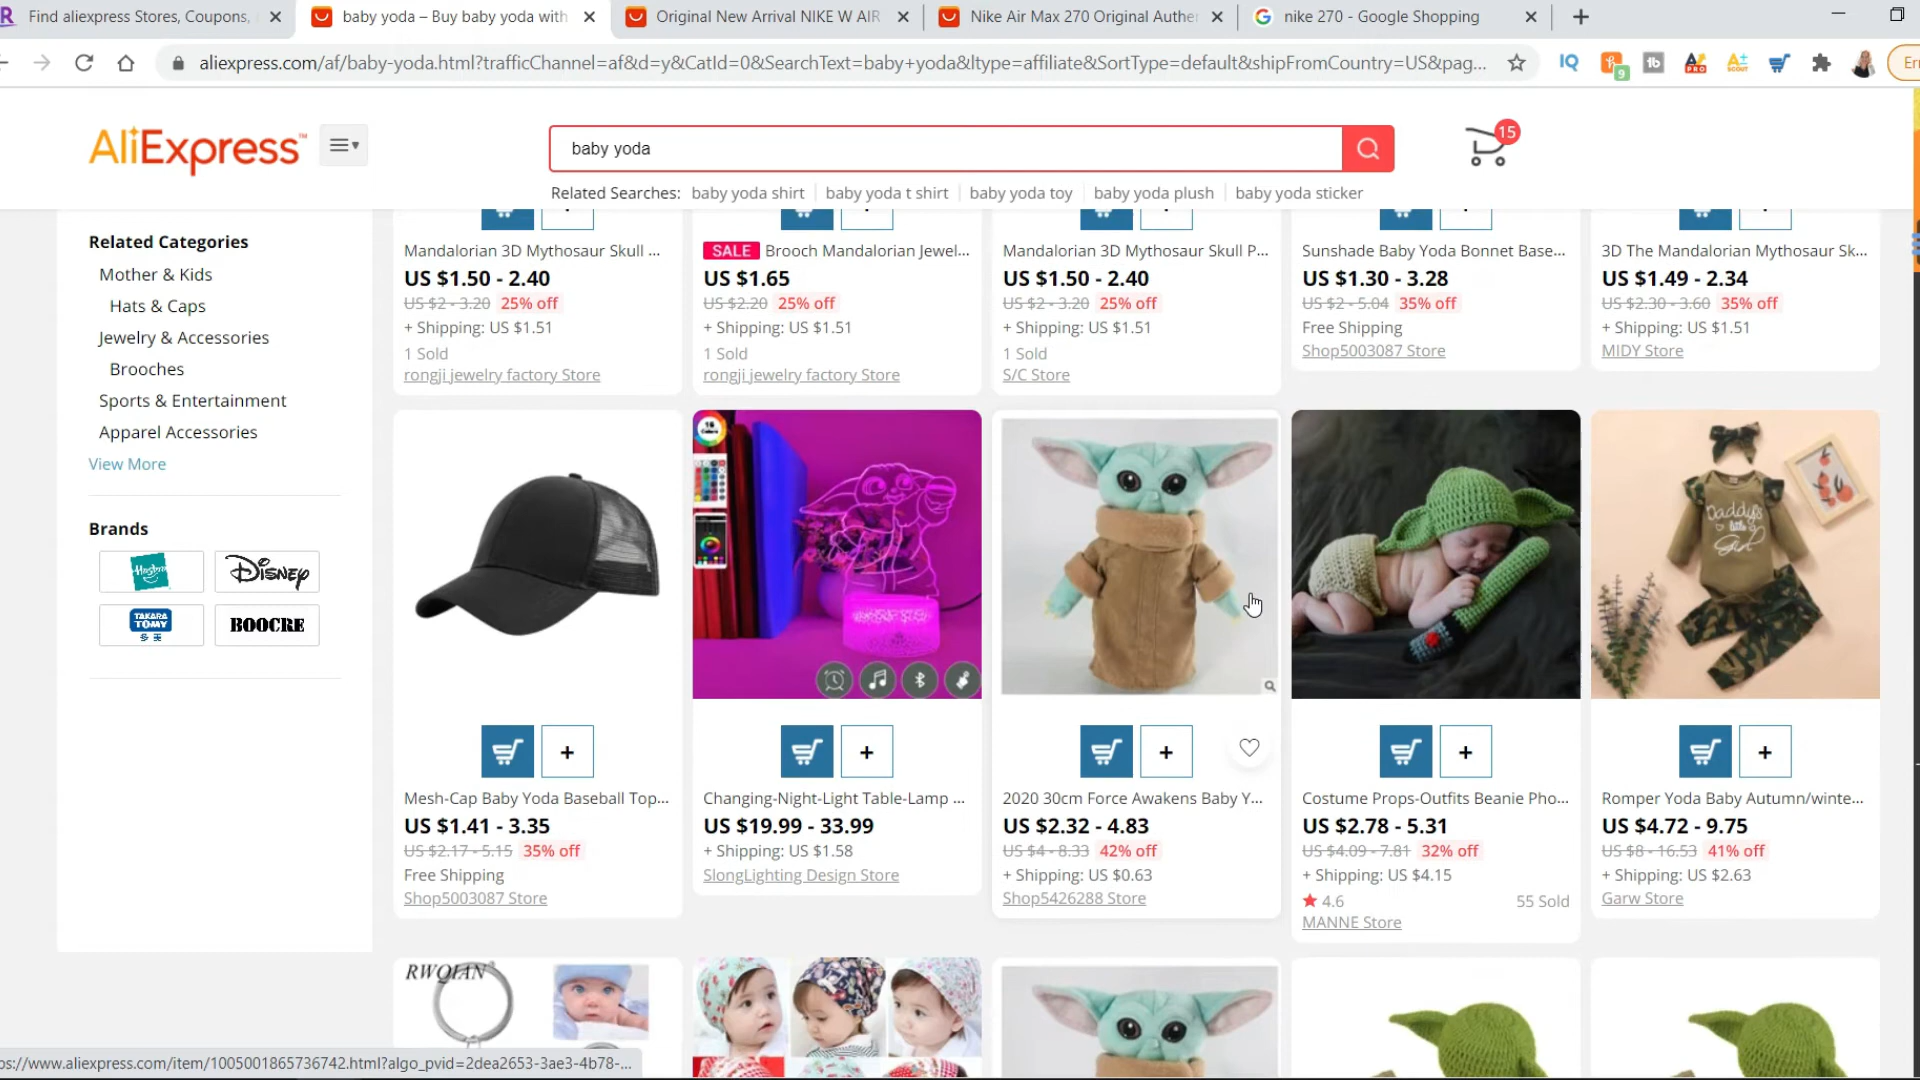 Find aliexpress Stores, Coupons,
baby yoda – Buy baby yoda with
Original New Arrival NIKE W AIR
Nike Air Max 270 Original Auther
nike 270 - Google Shopping
aliexpress.com/af/baby-yoda.html?trafficChannel=af&d=y&CatId=0&SearchText=baby+yoda&ltype=affiliate&SortType=default&shipFromCountry=US&pag...
IQ
9
tb
PRO
SCOUT
AliExpress™
baby yoda
15
Related Searches: baby yoda shirt baby yoda t shirt baby yoda toy baby yoda plush baby yoda sticker
Related Categories
Mother & Kids
Hats & Caps
Jewelry & Accessories
Brooches
Sports & Entertainment
Apparel Accessories
View More
Brands
Hasbro
DISNEY
TAKARA
TOMY
BOOCRE
Mandalorian 3D Mythosaur Skull ...
US $1.50 - 2.40
US $2 - 3.20 25% off
+ Shipping: US $1.51
1 Sold
rongji jewelry factory Store
SALE Brooch Mandalorian Jewel...
US $1.65
US $2.20 25% off
+ Shipping: US $1.51
1 Sold
rongji jewelry factory Store
Mandalorian 3D Mythosaur Skull P...
US $1.50 - 2.40
US $2 - 3.20 25% off
+ Shipping: US $1.51
1 Sold
S/C Store
Sunshade Baby Yoda Bonnet Base...
US $1.30 - 3.28
US $2 - 5.04 35% off
Free Shipping
Shop5003087 Store
3D The Mandalorian Mythosaur Sk...
US $1.49 - 2.34
US $2.30 - 3.60 35% off
+ Shipping: US $1.51
MIDY Store
Daddy's
little
Girl
Mesh-Cap Baby Yoda Baseball Top...
US $1.41 - 3.35
US $2.17 - 5.15 35% off
Free Shipping
Shop5003087 Store
Changing-Night-Light Table-Lamp ...
US $19.99 - 33.99
+ Shipping: US $1.58
SlongLighting Design Store
2020 30cm Force Awakens Baby Y...
US $2.32 - 4.83
US $4 - 8.33 42% off
+ Shipping: US $0.63
Shop5426288 Store
Costume Props-Outfits Beanie Pho...
US $2.78 - 5.31
US $4.09 - 7.81 32% off
+ Shipping: US $4.15
4.6 55 Sold
MANNE Store
Romper Yoda Baby Autumn/winte...
US $4.72 - 9.75
US $8 - 16.53 41% off
+ Shipping: US $2.63
Garw Store
RWQIAN
ps://www.aliexpress.com/item/1005001865736742.html?algo_pvid=2dea2653-3ae3-4b78-...